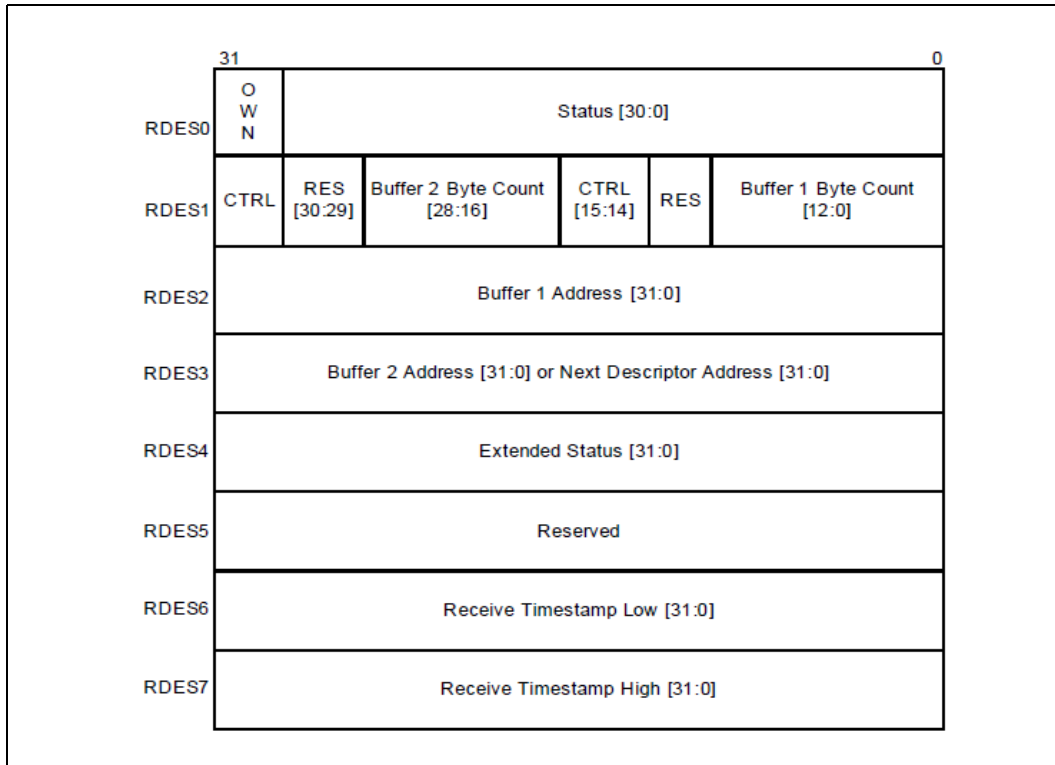 31 0
O
W
N
Status [30:0]
RDES0
CTRL
RES
[30:29]
Buffer 2 Byte Count
[28:16]
CTRL
[15:14]
RES
Buffer 1 Byte Count
[12:0]
RDES1
RDES2 Buffer 1 Address [31:0]
RDES3 Buffer 2 Address [31:0] or Next Descriptor Address [31:0]
RDES4 Extended Status [31:0]
RDES5 Reserved
RDES6 Receive Timestamp Low [31:0]
RDES7 Receive Timestamp High [31:0]